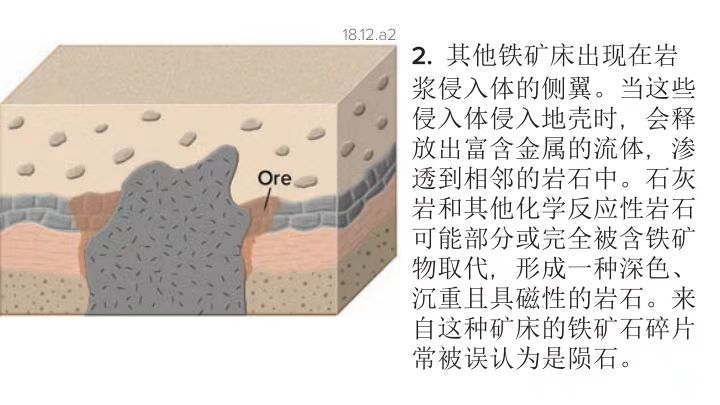 18.12.a2
2. 其他铁矿床出现在岩
浆侵入体的侧翼。当这些
侵入体侵入地壳时，会释
放出富含金属的流体，渗
透到相邻的岩石中。石灰
岩和其他化学反应性岩石
可能部分或完全被含铁矿
物取代，形成一种深色、
沉重且具磁性的岩石。来
自这种矿床的铁矿石碎片
常被误认为是陨石。
Ore